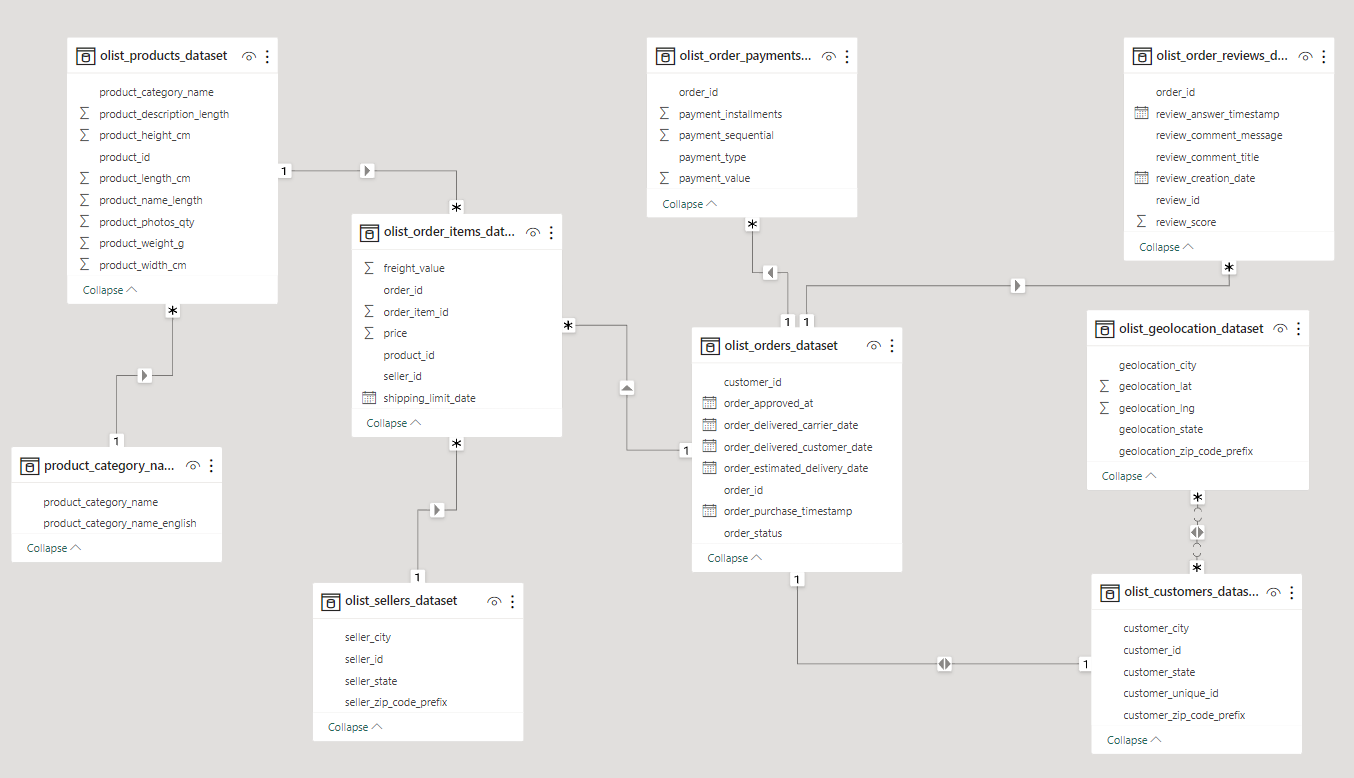 olist_products_dataset
product_category_name
product_description_length
product_height_cm
product_id
product_length_cm
product_name_length
product_photos_qty
product_weight_g
product_width_cm
Collapse
1
*
*
1
product_category_na...
product_category_name
product_category_name_english
Collapse
olist_order_items_dat...
freight_value
order_id
order_item_id
price
product_id
seller_id
shipping_limit_date
Collapse
*
*
1
1
olist_sellers_dataset
seller_city
seller_id
seller_state
seller_zip_code_prefix
Collapse
olist_order_payments...
order_id
payment_installments
payment_sequential
payment_type
payment_value
Collapse
*
1
1
olist_orders_dataset
customer_id
order_approved_at
order_delivered_carrier_date
order_delivered_customer_date
order_estimated_delivery_date
order_id
order_purchase_timestamp
order_status
Collapse
1
1
olist_order_reviews_d...
order_id
review_answer_timestamp
review_comment_message
review_comment_title
review_creation_date
review_id
review_score
Collapse
*
olist_geolocation_dataset
geolocation_city
geolocation_lat
geolocation_lng
geolocation_state
geolocation_zip_code_prefix
Collapse
*
*
olist_customers_datas...
customer_city
customer_id
customer_state
customer_unique_id
customer_zip_code_prefix
Collapse